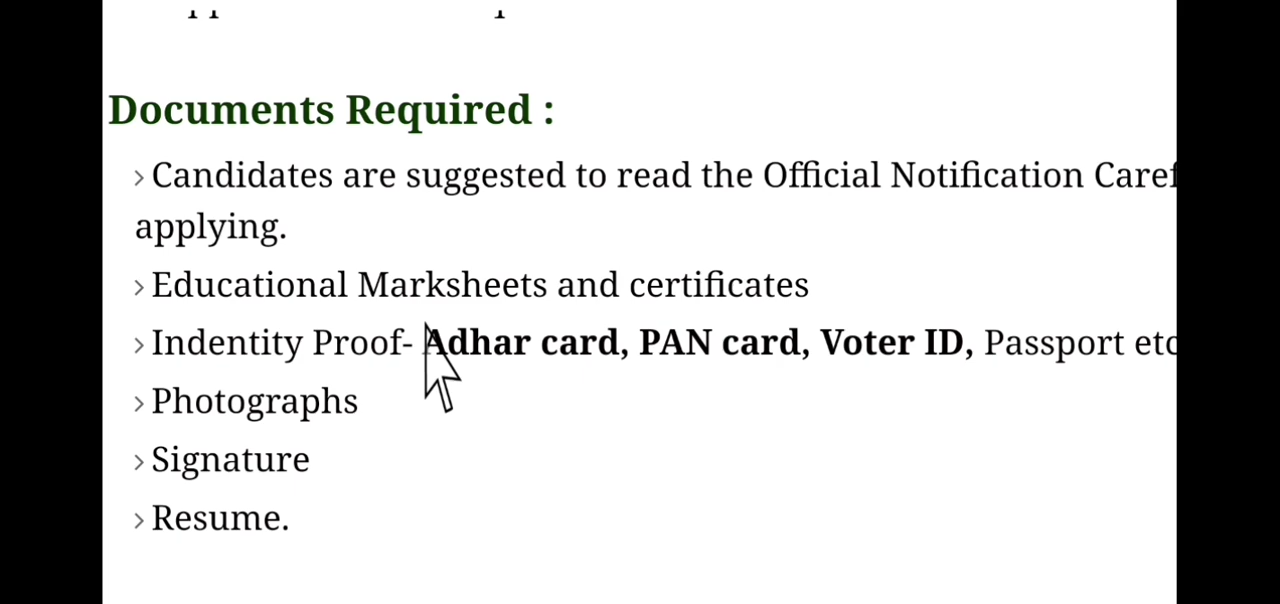 Documents Required :
Candidates are suggested to read the Official Notification
applying.
Educational Marksheets and certificates
Indentity Proof- Adhar card, PAN card, Voter ID, Passport etc
Photographs
Signature
Resume.